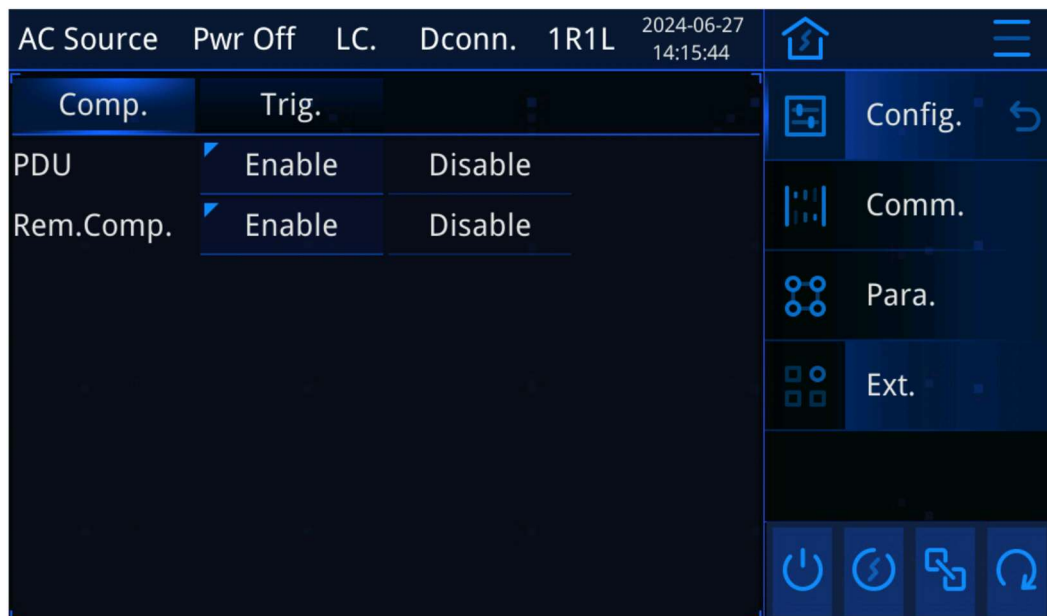 AC Source Pwr Off LC. Dconn. 1R1L 2024-06-27 14:15:44
Comp. Trig.
PDU Enable Disable
Rem.Comp. Enable Disable
Config.
Comm.
Para.
Ext.